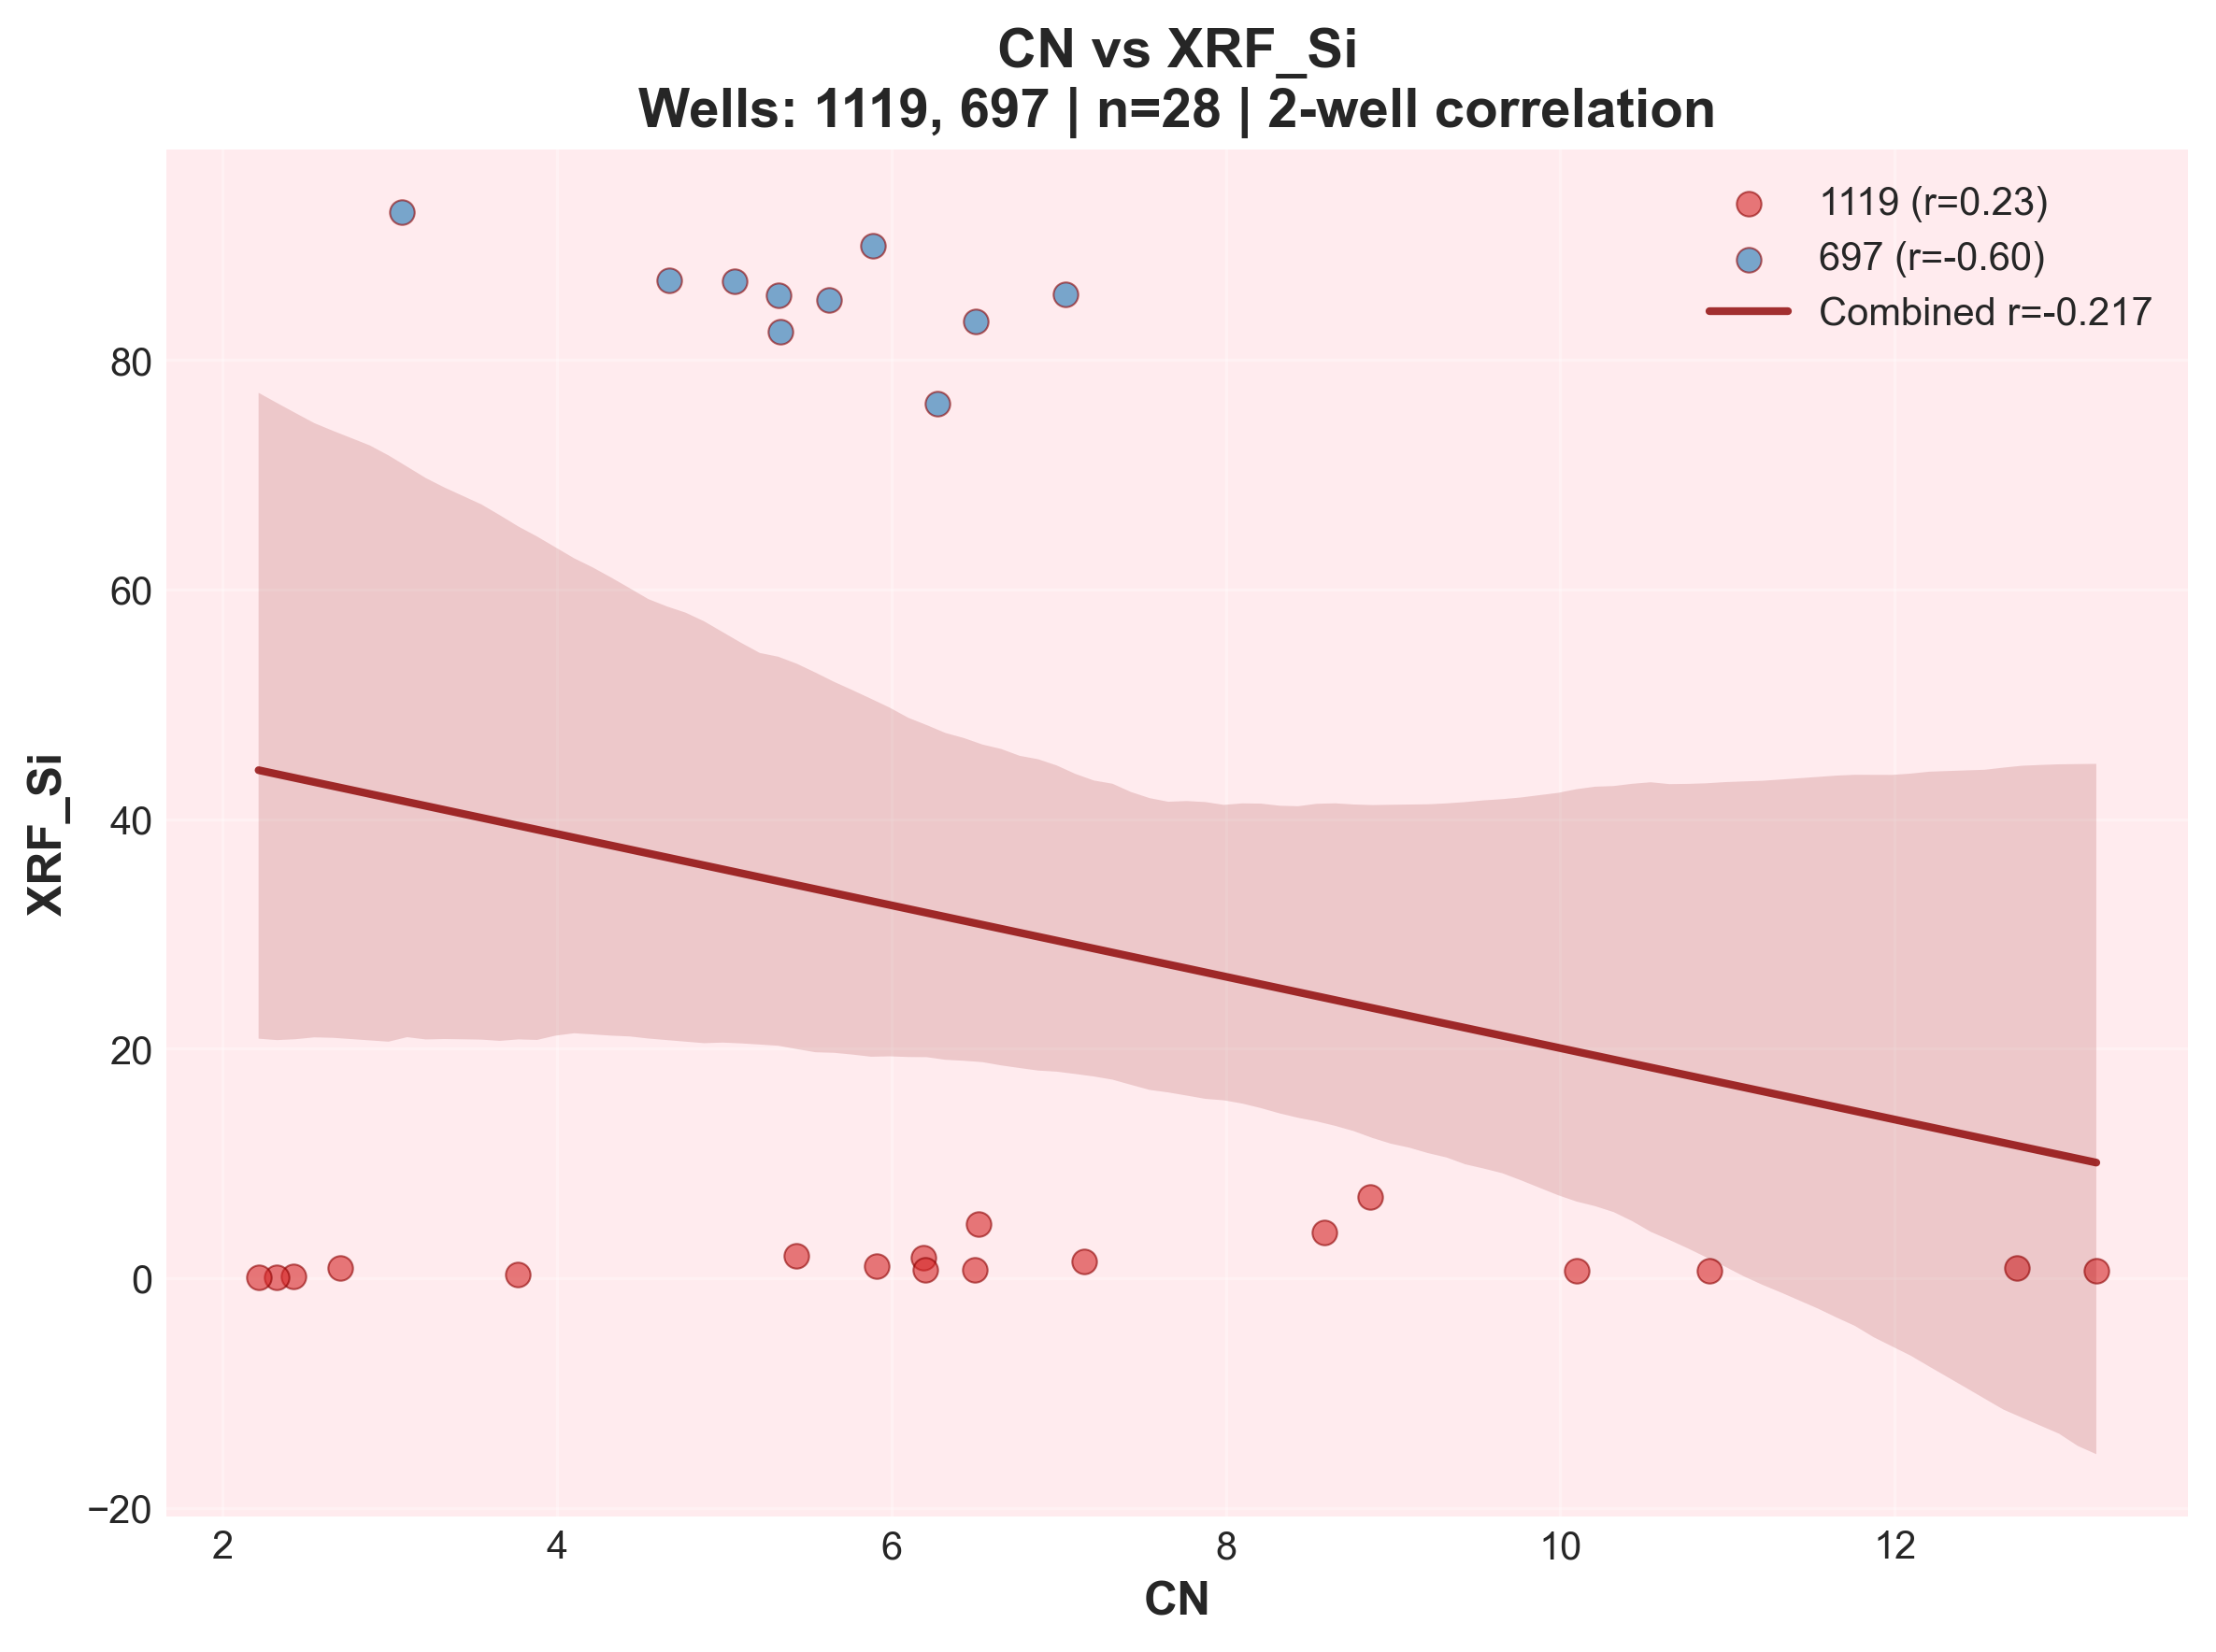 CN vs XRF_Si
Wells: 1119, 697 | n=28 | 2-well correlation
1119 (r=0.23)
697 (r=-0.60)
Combined r=-0.217
XRF_Si
80
60
40
20
0
−20
2 4 6 8 10 12
CN